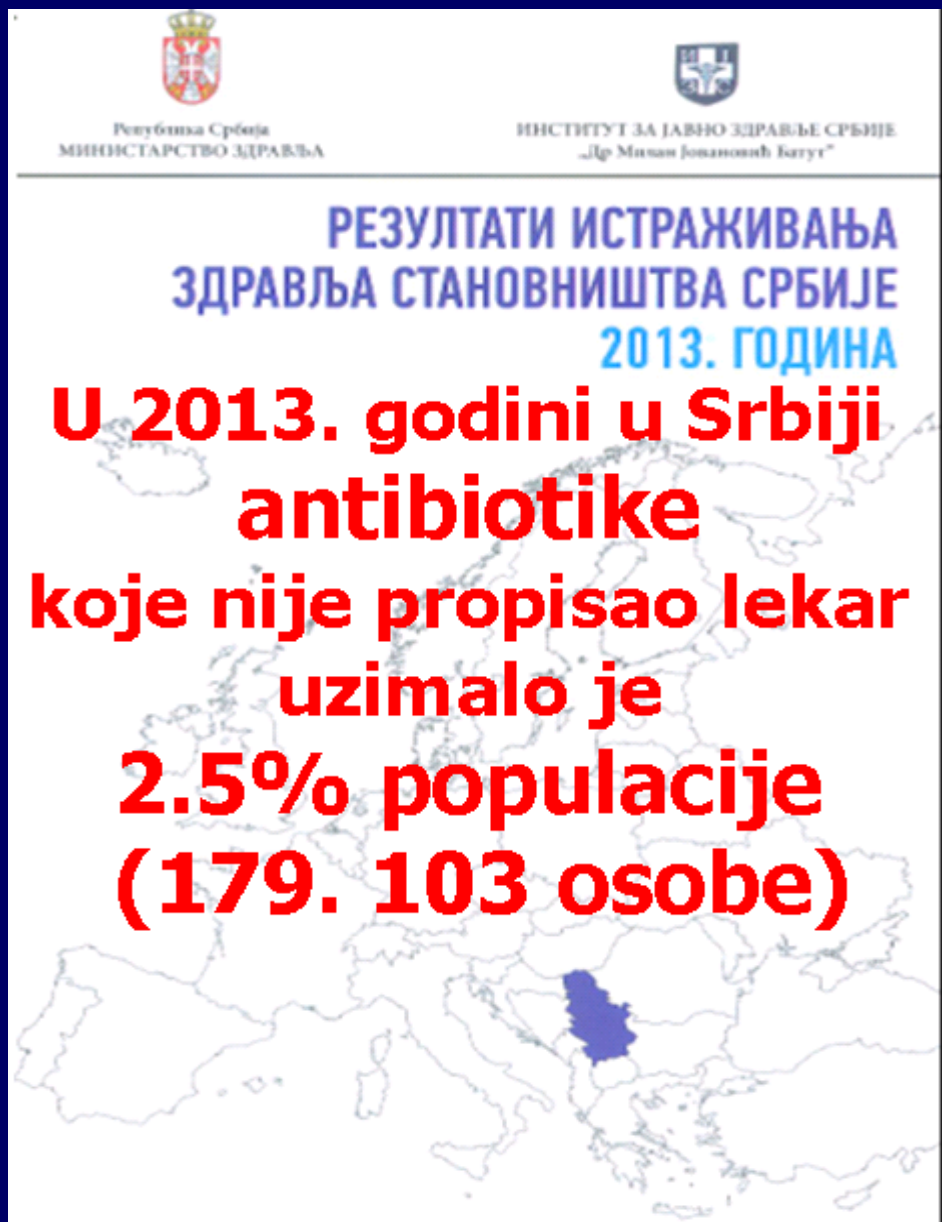 Република Србија
МИНИСТАРСТВО ЗДРАВЉА
ИНСТИТУТ ЗА ЈАВНО ЗДРАВЉЕ СРБИЈЕ
„Др Милан Јовановић Батут“
РЕЗУЛТАТИ ИСТРАЖИВАЊА
ЗДРАВЉА СТАНОВНИШТВА СРБИЈЕ
2013. ГОДИНА
U 2013. godini u Srbiji
antibiotike
koje nije propisao lekar
uzimalo je
2.5% populacije
(179. 103 osobe)